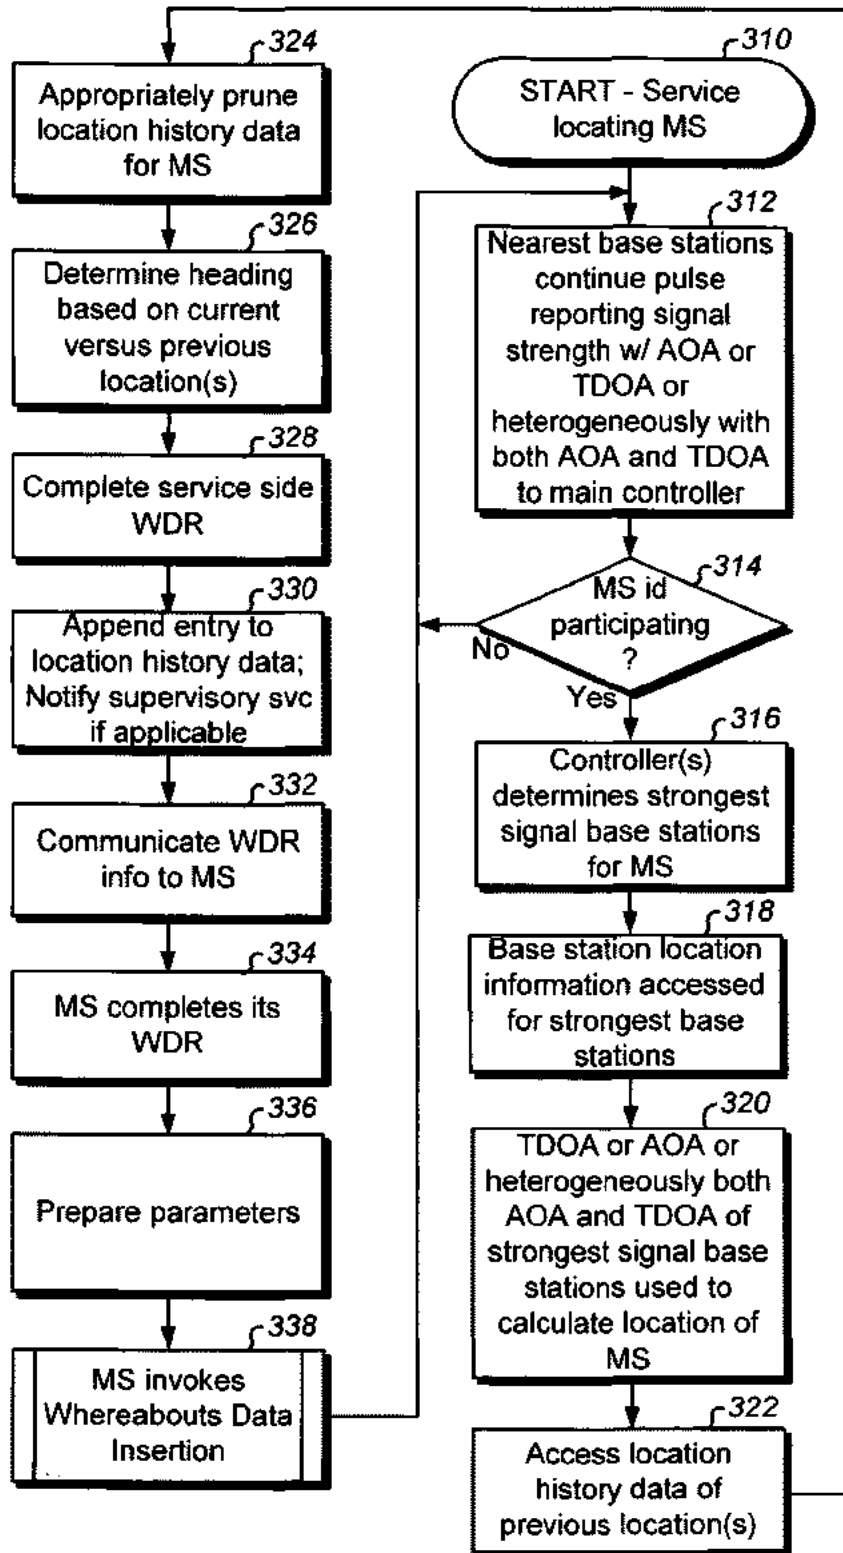 310
START - Service
locating MS
312
Nearest base stations
continue pulse
reporting signal
strength w/ AOA or
TDOA or
heterogeneously with
both AOA and TDOA
to main controller
314
MS id
participating
?
No
Yes
316
Controller(s)
determines strongest
signal base stations
for MS
318
Base station location
information accessed
for strongest base
stations
320
TDOA or AOA or
heterogeneously both
AOA and TDOA of
strongest signal base
stations used to
calculate location of
MS
322
Access location
history data of
previous location(s)
324
Appropriately prune
location history data
for MS
326
Determine heading
based on current
versus previous
location(s)
328
Complete service side
WDR
330
Append entry to
location history data;
Notify supervisory svc
if applicable
332
Communicate WDR
info to MS
334
MS completes its
WDR
336
Prepare parameters
338
MS invokes
Whereabouts Data
Insertion